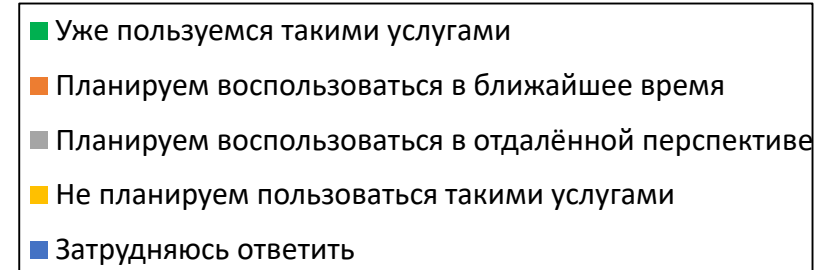 Уже пользуемся такими услугами
Планируем воспользоваться в ближайшее время
Планируем воспользоваться в отдалённой перспективе
Не планируем пользоваться такими услугами
Затрудняюсь ответить